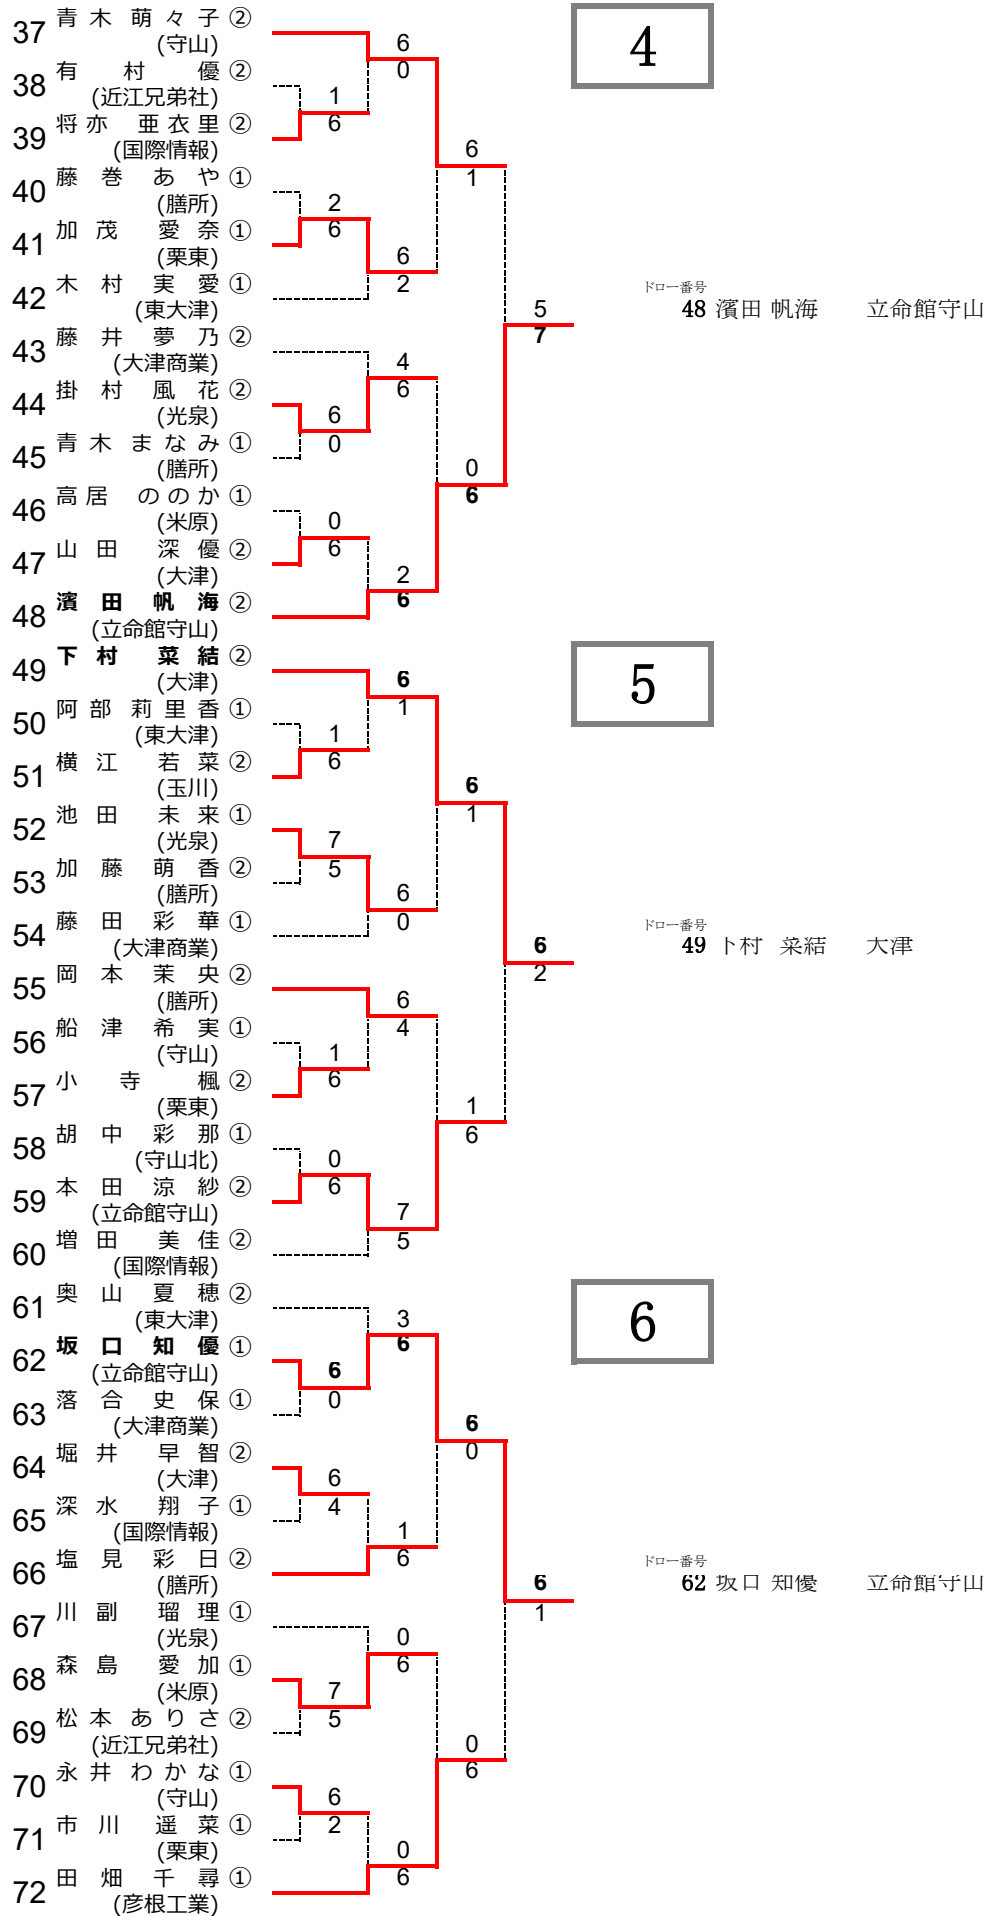 37 青木 萌々子 ②
(守山)
6
0
4
38 有村 優 ②
(近江兄弟社)
1
6
39 将亦 亜衣里 ②
(国際情報)
6
1
40 藤巻 あや ①
(膳所)
2
6
41 加茂 愛奈 ①
(栗東)
6
2
42 木村 実愛 ①
(東大津)
5
7
ドロー番号
48 濱田 帆海 立命館守山
43 藤井 夢乃 ②
(大津商業)
4
6
44 掛村 風花 ②
(光泉)
6
0
45 青木 まなみ ①
(膳所)
0
6
46 高居 ののか ①
(米原)
0
6
47 山田 深優 ②
(大津)
2
6
48 濱田 帆海 ②
(立命館守山)
49 下村 菜結 ②
(大津)
6
1
5
50 阿部 莉里香 ①
(東大津)
1
6
51 横江 若菜 ②
(玉川)
6
1
52 池田 未来 ①
(光泉)
7
5
53 加藤 萌香 ②
(膳所)
6
0
54 藤田 彩華 ①
(大津商業)
6
2
ドロー番号
49 下村 菜結 大津
55 岡本 茉央 ②
(膳所)
6
4
56 船津 希実 ①
(守山)
1
6
57 小寺 楓 ②
(栗東)
1
6
58 胡中 彩那 ①
(守山北)
0
6
59 本田 涼紗 ②
(立命館守山)
7
5
60 増田 美佳 ②
(国際情報)
61 奥山 夏穂 ②
(東大津)
3
6
6
62 坂口 知優 ①
(立命館守山)
6
0
63 落合 史保 ①
(大津商業)
6
0
64 堀井 早智 ②
(大津)
6
4
65 深水 翔子 ①
(国際情報)
1
6
66 塩見 彩日 ②
(膳所)
6
1
ドロー番号
62 坂口 知優 立命館守山
67 川副 瑠理 ①
(光泉)
0
6
68 森島 愛加 ①
(米原)
7
5
69 松本 ありさ ②
(近江兄弟社)
0
6
70 永井 わかな ①
(守山)
6
2
71 市川 遥菜 ①
(栗東)
0
6
72 田畑 千尋 ①
(彦根工業)